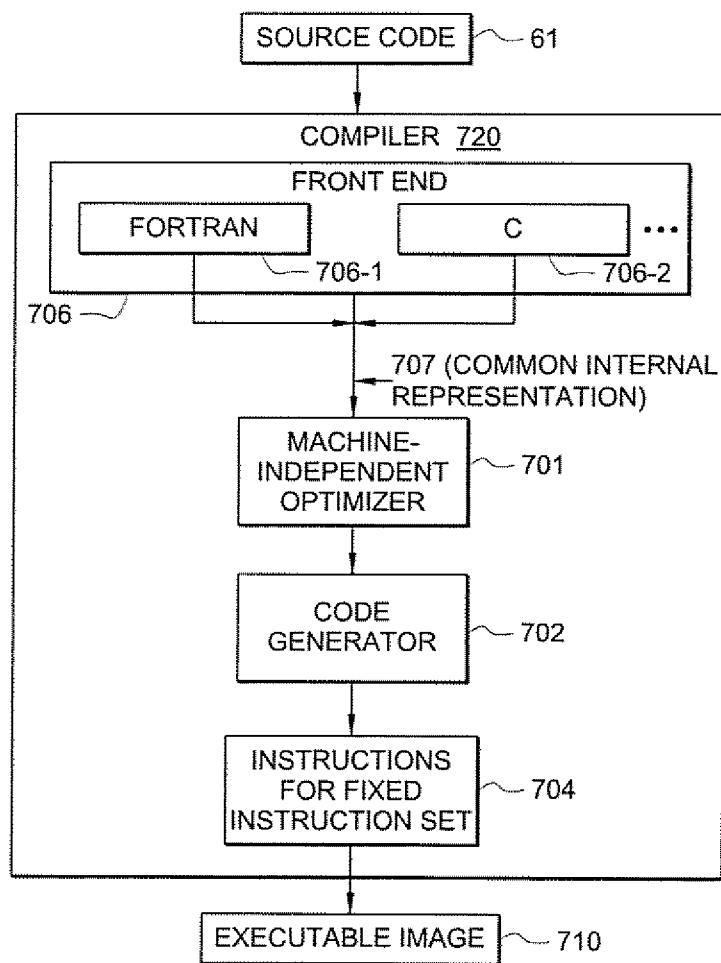 SOURCE CODE 61
COMPILER 720
FRONT END
FORTRAN
C
•••
706-1
706-2
706
707 (COMMON INTERNAL
REPRESENTATION)
MACHINE-
INDEPENDENT
OPTIMIZER
701
CODE
GENERATOR
702
INSTRUCTIONS
FOR FIXED
INSTRUCTION SET
704
EXECUTABLE IMAGE 710